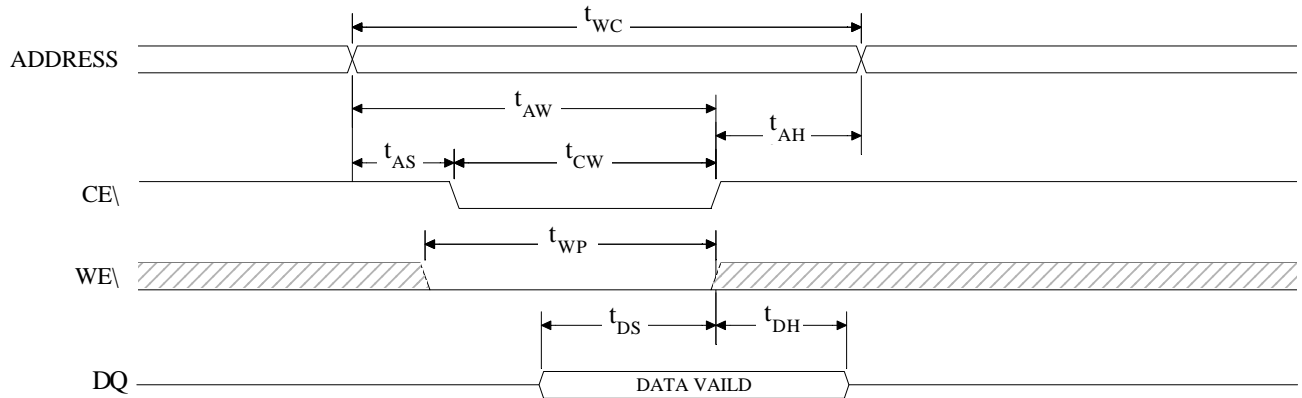 tWC
ADDRESS
tAW
tAH
tAS
tCW
CE\
tWP
WE\
tDS
tDH
DQ
DATA VAILD